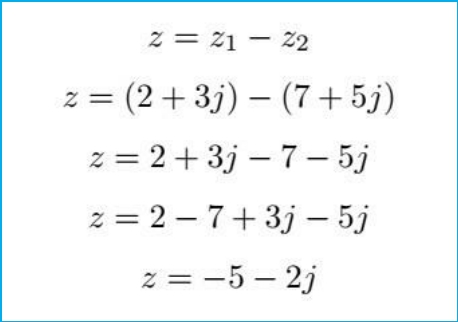 z = z₁ − z₂
z = (2 + 3j) − (7 + 5j)
z = 2 + 3j − 7 − 5j
z = 2 − 7 + 3j − 5j
z = −5 − 2j